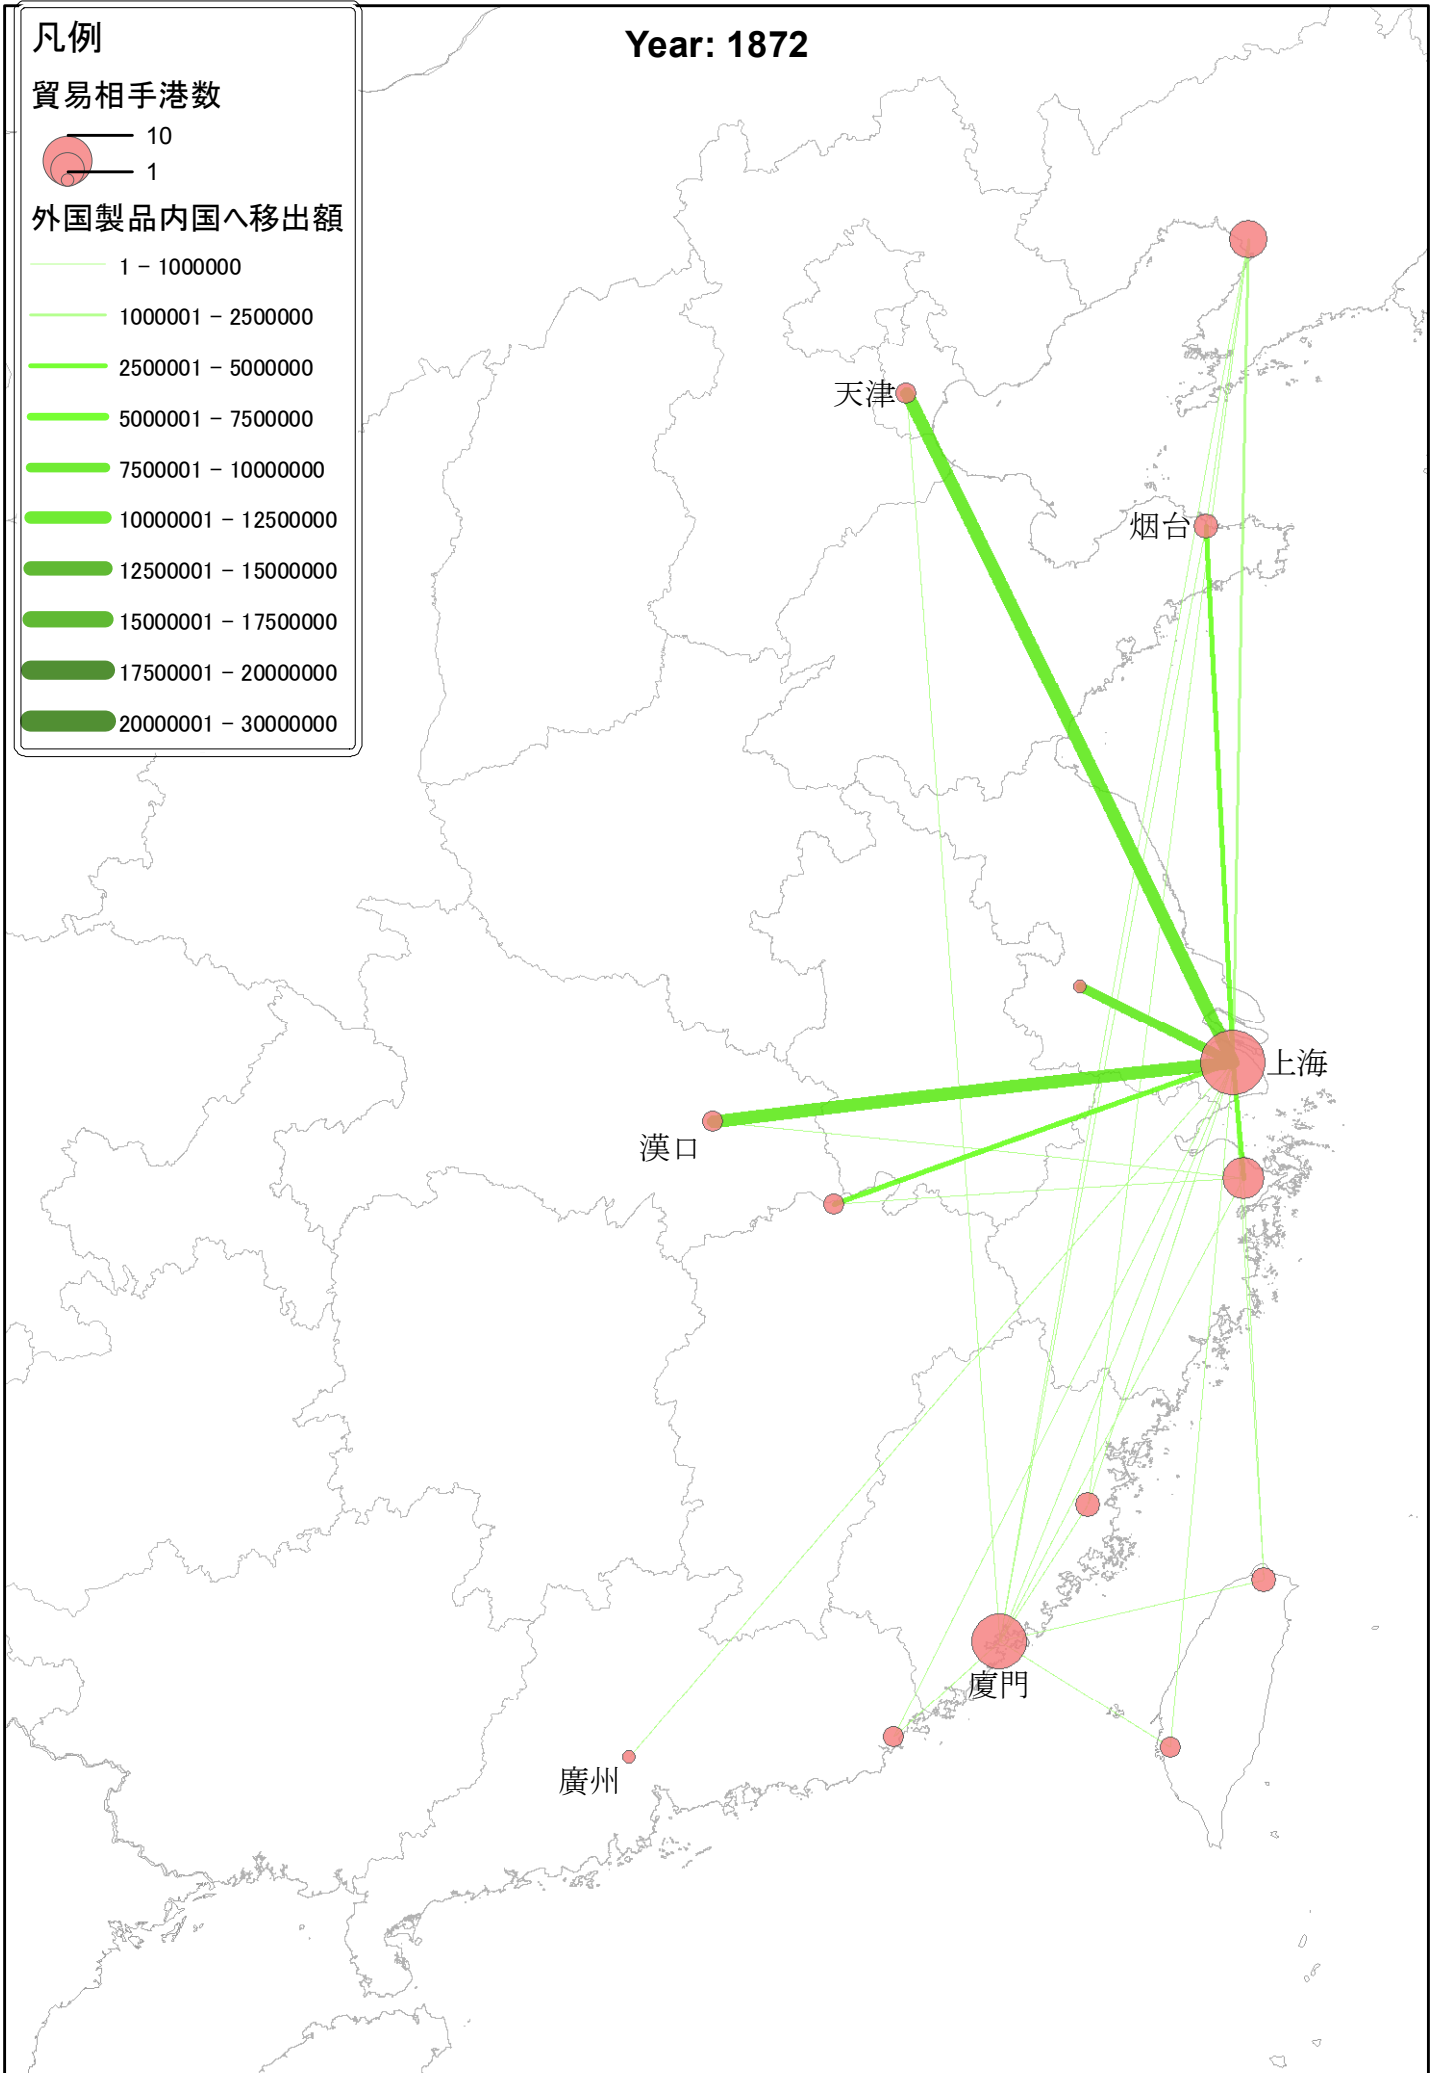 凡例
Year: 1872
貿易相手港数
10
1
外国製品内国へ移出額
1 - 1000000
1000001 - 2500000
2500001 - 5000000
5000001 - 7500000
7500001 - 10000000
10000001 - 12500000
12500001 - 15000000
15000001 - 17500000
17500001 - 20000000
20000001 - 30000000
天津
烟台
上海
漢口
廈門
廣州